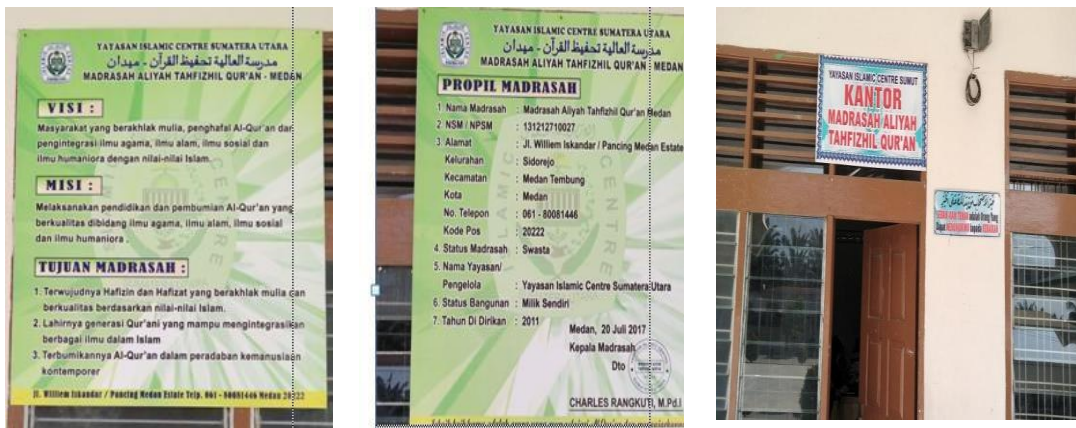 YAYASAN ISLAMIC CENTRE SUMATERA UTARA
مدرسة العالية تحفيظ القرآن - ميدان
MADRASAH ALIYAH TAHFIZHIL QUR'AN - MEDAN
VISI :
Masyarakat yang berakhlak mulia, penghafal Al-Qur'an dan
pengintegrasi ilmu agama, ilmu alam, ilmu sosial dan
ilmu humaniora dengan nilai-nilai Islam.
MISI :
Melaksanakan pendidikan dan pembumian Al-Qur'an yang
berkualitas dibidang ilmu agama, ilmu alam, ilmu sosial
dan ilmu humaniora .
TUJUAN MADRASAH :
1. Terwujudnya Hafizin dan Hafizat yang berakhlak mulia dan
berkualitas berdasarkan nilai-nilai Islam.
2. Lahirnya generasi Qur'ani yang mampu mengintegrasikan
berbagai ilmu dalam Islam
3. Terbumikannya Al-Qur'an dalam peradaban kemanusiaan
kontemporer
Jl. Williem Iskandar / Pancing Medan Estate Telp. 061 - 80081446 Medan 20222
YAYASAN ISLAMIC CENTRE SUMATERA UTARA
مدرسة العالية تحفيظ القرآن - ميدان
MADRASAH ALIYAH TAHFIZHIL QUR'AN - MEDAN
PROPIL MADRASAH
1. Nama Madrasah : Madrasah Aliyah Tahfizhil Qur'an Medan
2. NSM / NPSM : 131212710027
3. Alamat : Jl. Williem Iskandar / Pancing Medan Estate
Kelurahan : Sidorejo
Kecamatan : Medan Tembung
Kota : Medan
No. Telepon : 061 - 80081446
Kode Pos : 20222
4. Status Madrasah : Swasta
5. Nama Yayasan/
Pengelola : Yayasan Islamic Centre Sumatera Utara
6. Status Bangunan : Milik Sendiri
7. Tahun Di Dirikan : 2011
Medan, 20 Juli 2017
Kepala Madrasah
Dto
CHARLES RANGKUTI, M.Pd.I
YAYASAN ISLAMIC CENTRE SUMUT
KANTOR
MADRASAH ALIYAH
TAHFIZHIL QUR'AN
adalah Orang Yang